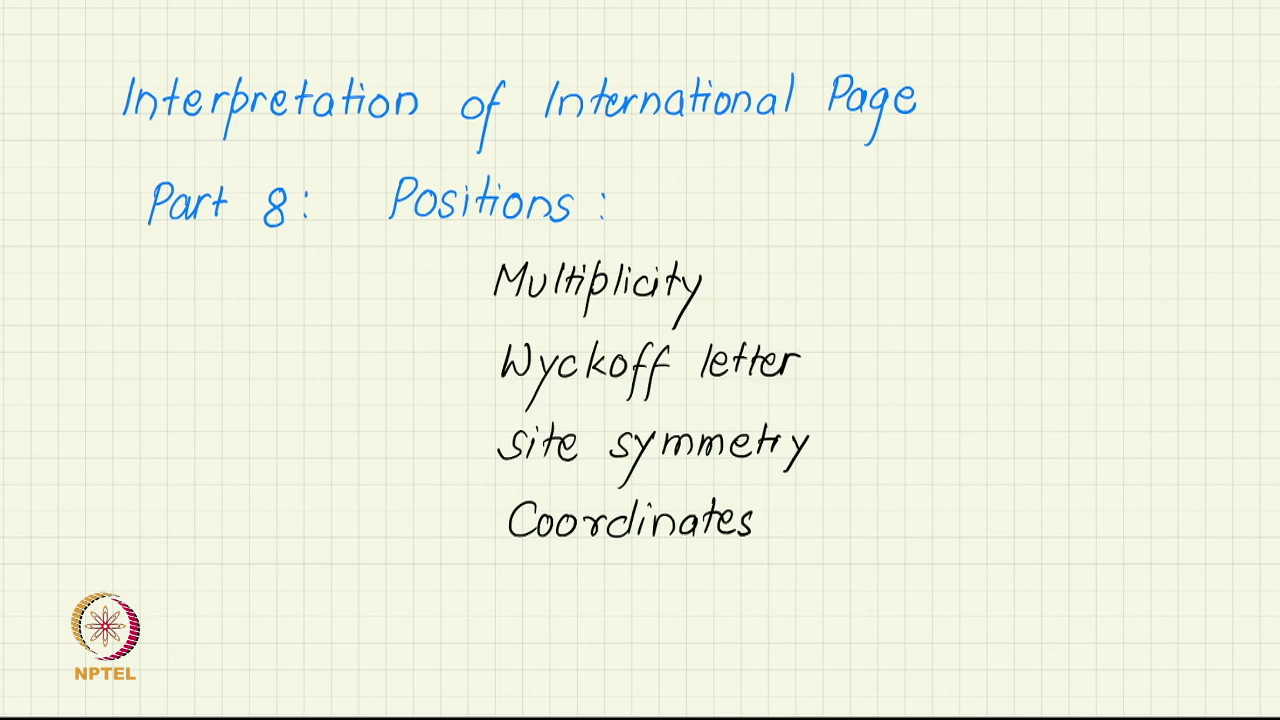 Interpretation of International Page
Part 8: Positions:
Multiplicity
Wyckoff letter
site symmetry
Coordinates
NPTEL